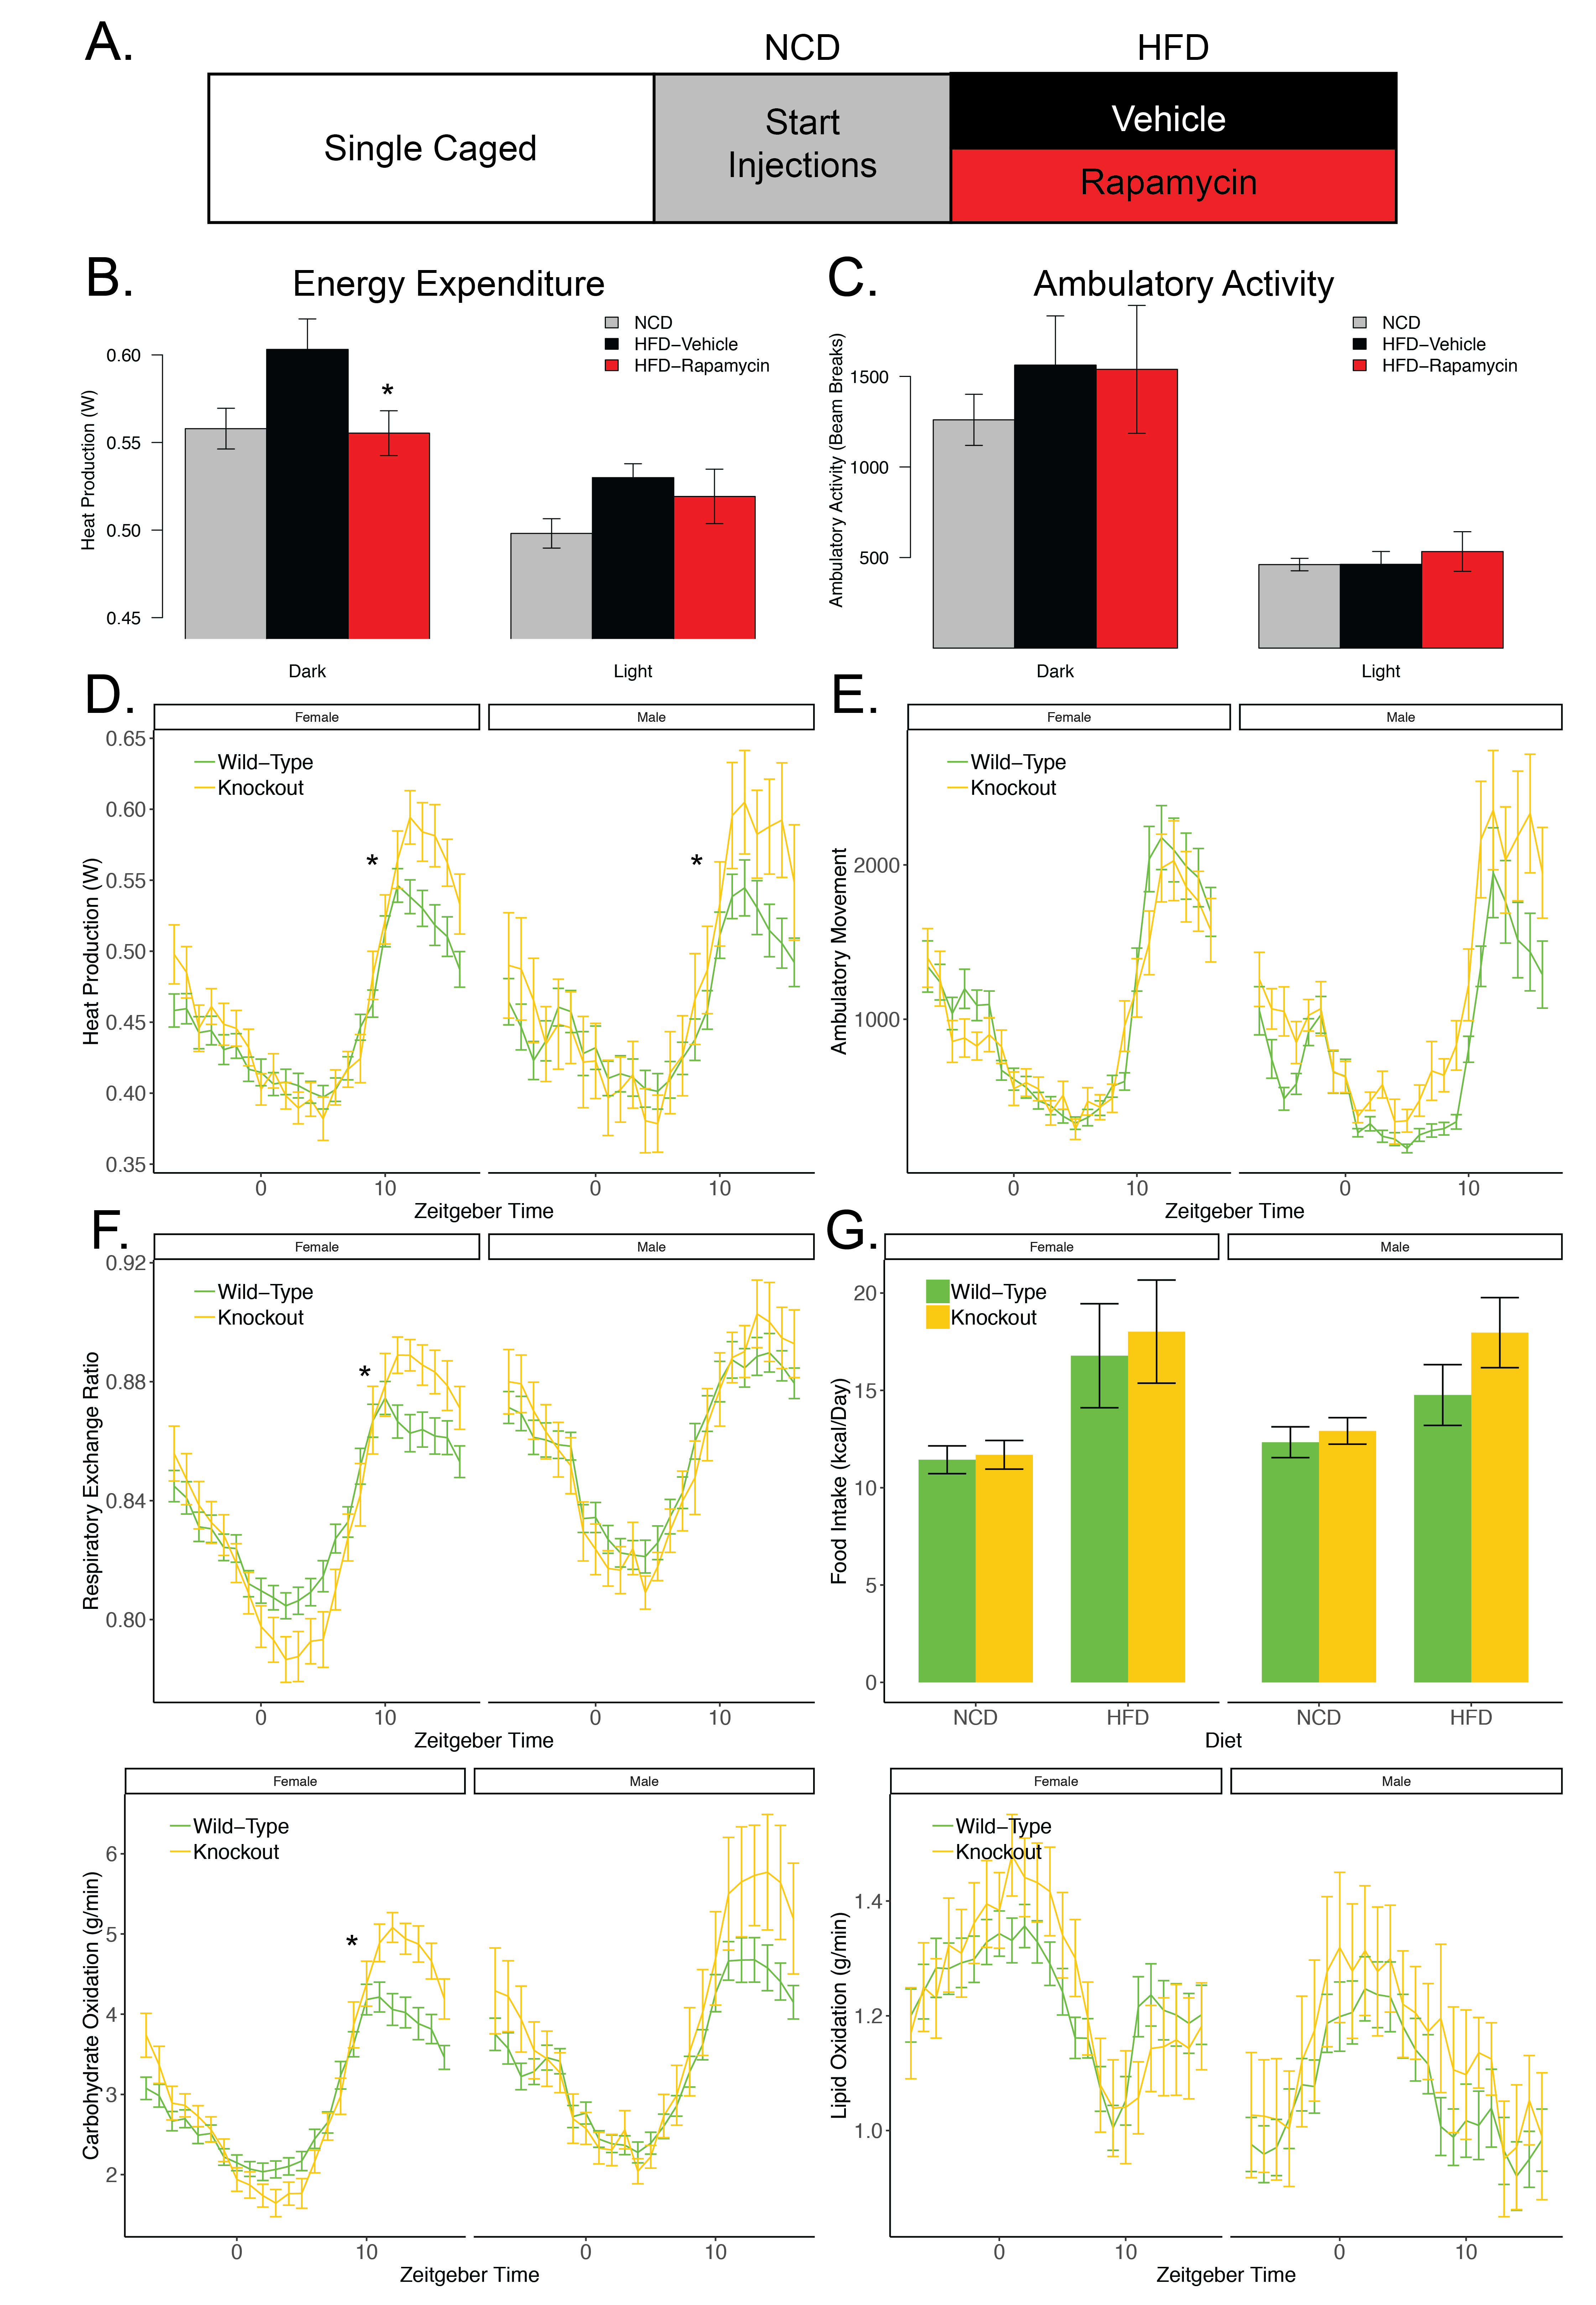 A.
NCD
HFD
Single Caged
Start
Injections
Vehicle
Rapamycin
B.
Energy Expenditure
NCD
HFD–Vehicle
HFD–Rapamycin
Heat Production (W)
0.60
0.55
0.50
0.45
*
Dark
Light
C.
Ambulatory Activity
NCD
HFD–Vehicle
HFD–Rapamycin
Ambulatory Activity (Beam Breaks)
1500
1000
500
Dark
Light
D.
Female
Male
Wild–Type
Knockout
Heat Production (W)
0.65
0.60
0.55
0.50
0.45
0.40
0.35
*
*
0
10
0
10
Zeitgeber Time
E.
Female
Male
Wild–Type
Knockout
Ambulatory Movement
2000
1000
0
10
0
10
Zeitgeber Time
F.
Female
Male
Wild–Type
Knockout
Respiratory Exchange Ratio
0.92
0.88
0.84
0.80
*
0
10
0
10
Zeitgeber Time
G.
Female
Male
Wild–Type
Knockout
Food Intake (kcal/Day)
20
15
10
5
0
NCD
HFD
NCD
HFD
Diet
Female
Male
Wild–Type
Knockout
Carbohydrate Oxidation (g/min)
6
5
4
3
2
*
0
10
0
10
Zeitgeber Time
Female
Male
Wild–Type
Knockout
Lipid Oxidation (g/min)
1.4
1.2
1.0
0
10
0
10
Zeitgeber Time